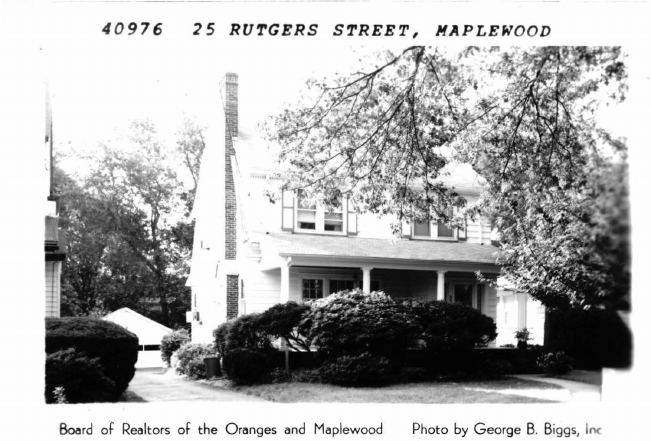 40976 25 RUTGERS STREET, MAPLEWOOD
Board of Realtors of the Oranges and Maplewood Photo by George B. Biggs, Inc